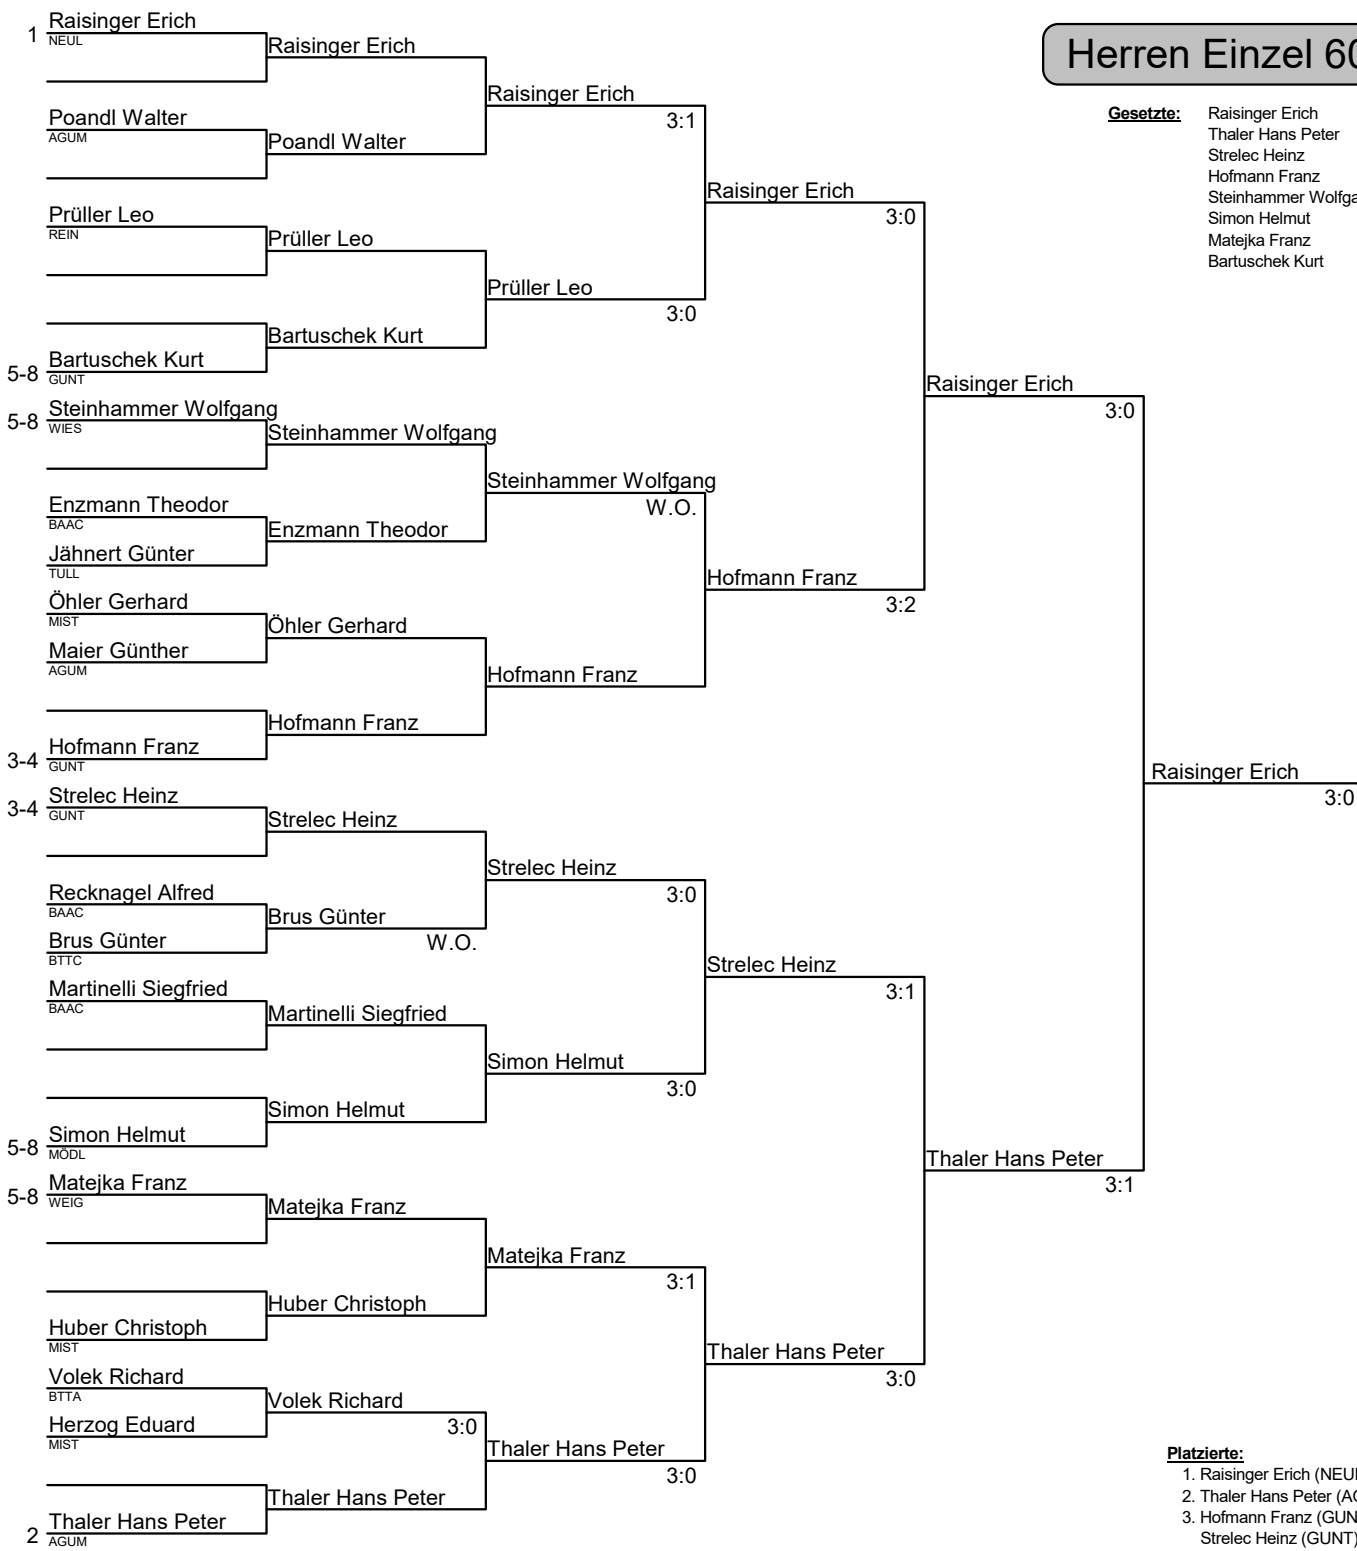 Herren Einzel 60
Gesetzte:
Raisinger Erich
Thaler Hans Peter
Strelec Heinz
Hofmann Franz
Steinhammer Wolfga
Simon Helmut
Matejka Franz
Bartuschek Kurt
1 Raisinger Erich
NEUL
Poandl Walter
AGUM
Prüller Leo
REIN
5-8 Bartuschek Kurt
GUNT
5-8 Steinhammer Wolfgang
WIES
Enzmann Theodor
BAAC
Jähnert Günter
TULL
Öhler Gerhard
MIST
Maier Günther
AGUM
3-4 Hofmann Franz
GUNT
3-4 Strelec Heinz
GUNT
Recknagel Alfred
BAAC
Brus Günter
BTTC
Martinelli Siegfried
BAAC
5-8 Simon Helmut
MÖDL
5-8 Matejka Franz
WEIG
Huber Christoph
MIST
Volek Richard
BTTA
Herzog Eduard
MIST
2 Thaler Hans Peter
AGUM
Raisinger Erich
Poandl Walter
Prüller Leo
Bartuschek Kurt
Steinhammer Wolfgang
Enzmann Theodor
Öhler Gerhard
Hofmann Franz
Strelec Heinz
Brus Günter
W.O.
Martinelli Siegfried
Simon Helmut
Matejka Franz
Huber Christoph
Volek Richard
3:0
Thaler Hans Peter
Raisinger Erich
3:1
Prüller Leo
3:0
Steinhammer Wolfgang
W.O.
Hofmann Franz
Strelec Heinz
3:0
Simon Helmut
3:0
Matejka Franz
3:1
Thaler Hans Peter
3:0
Raisinger Erich
3:0
Hofmann Franz
3:2
Strelec Heinz
3:1
Thaler Hans Peter
3:0
Raisinger Erich
3:0
Thaler Hans Peter
3:1
Raisinger Erich
3:0
Platzierte:
1. Raisinger Erich (NEU
2. Thaler Hans Peter (A
3. Hofmann Franz (GUN
Strelec Heinz (GUNT)